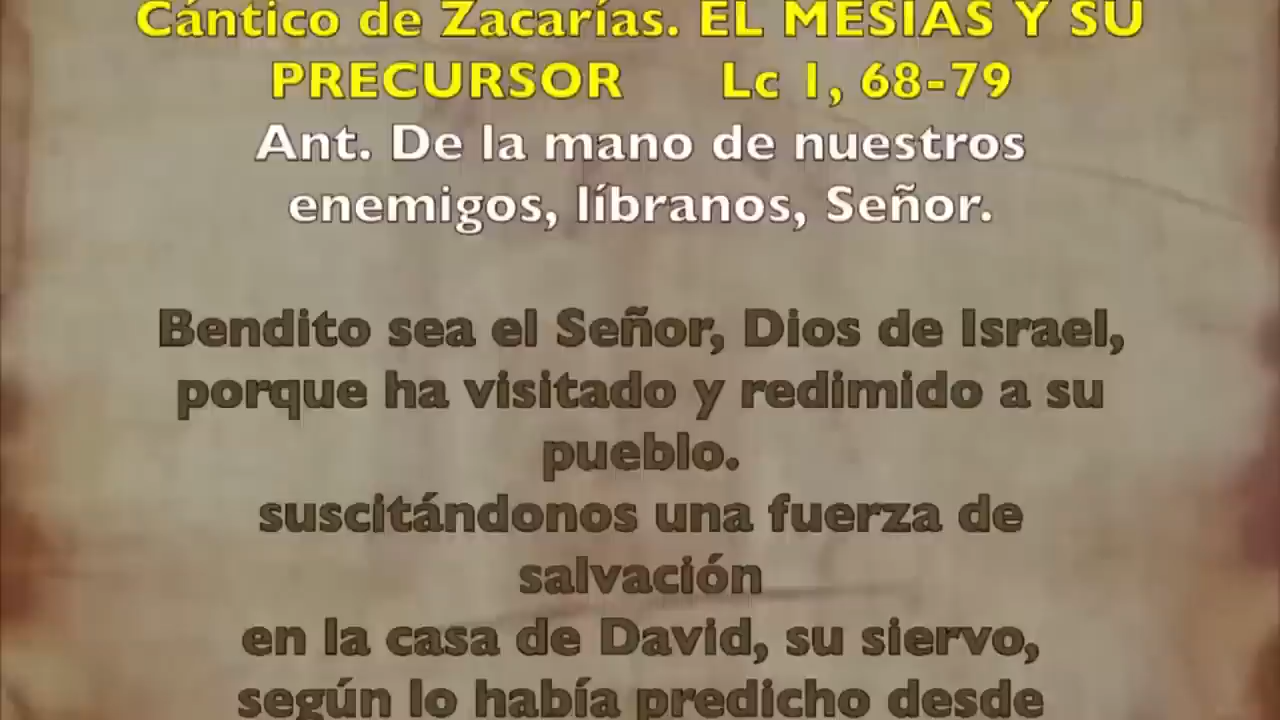 Cántico de Zacarías. EL MESIAS Y SU
PRECURSOR Lc 1, 68-79
Ant. De la mano de nuestros
enemigos, líbranos, Señor.
Bendito sea el Señor, Dios de Israel,
porque ha visitado y redimido a su
pueblo.
suscitándonos una fuerza de
salvación
en la casa de David, su siervo,
según lo había predicho desde